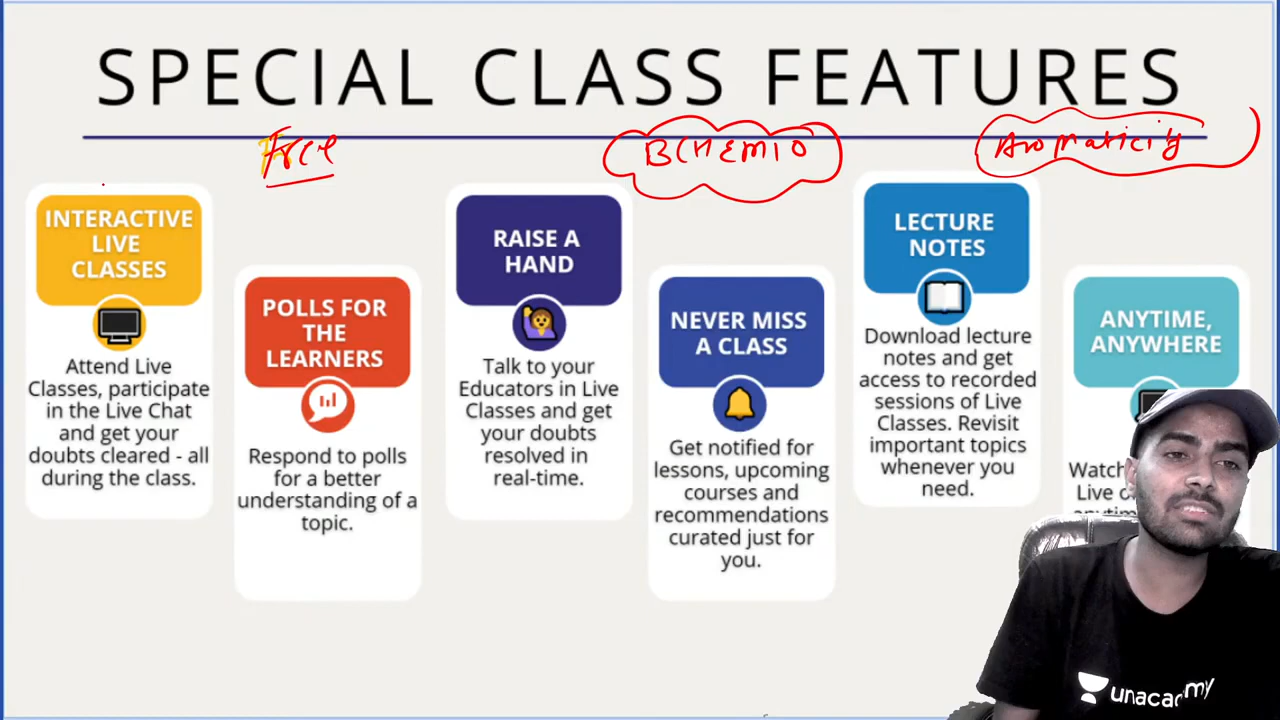 SPECIAL CLASS FEATURES
Free
BCHEM10
Aromaticity
INTERACTIVE
LIVE
CLASSES
Attend Live
Classes, participate
in the Live Chat
and get your
doubts cleared - all
during the class.
POLLS FOR
THE
LEARNERS
Respond to polls
for a better
understanding of a
topic.
RAISE A
HAND
Talk to your
Educators in Live
Classes and get
your doubts
resolved in
real-time.
NEVER MISS
A CLASS
Get notified for
lessons, upcoming
courses and
recommendations
curated just for
you.
LECTURE
NOTES
Download lecture
notes and get
access to recorded
sessions of Live
Classes. Revisit
important topics
whenever you
need.
ANYTIME,
ANYWHERE
Watch
Live
unacademy